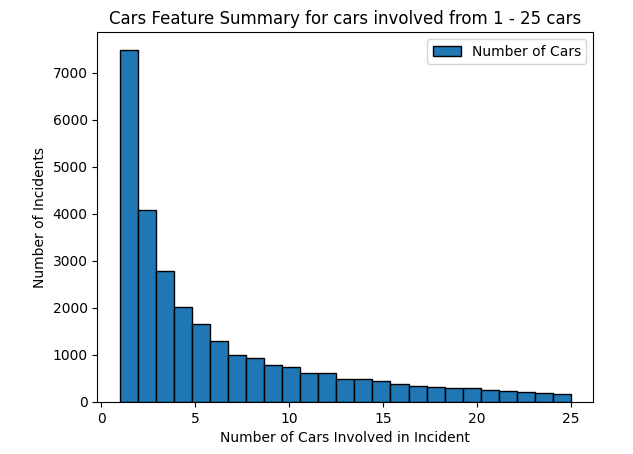 Cars Feature Summary for cars involved from 1 - 25 cars
Number of Cars
7000
6000
5000
4000
3000
2000
1000
0
Number of Incidents
0 5 10 15 20 25
Number of Cars Involved in Incident